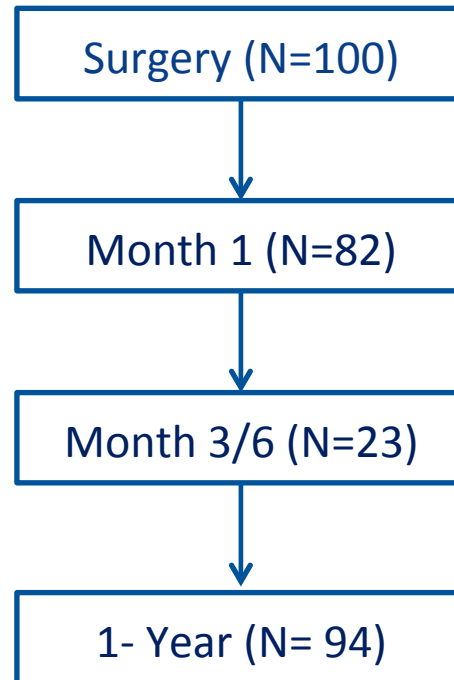 Surgery (N=100)
Month 1 (N=82)
Month 3/6 (N=23)
1- Year (N= 94)